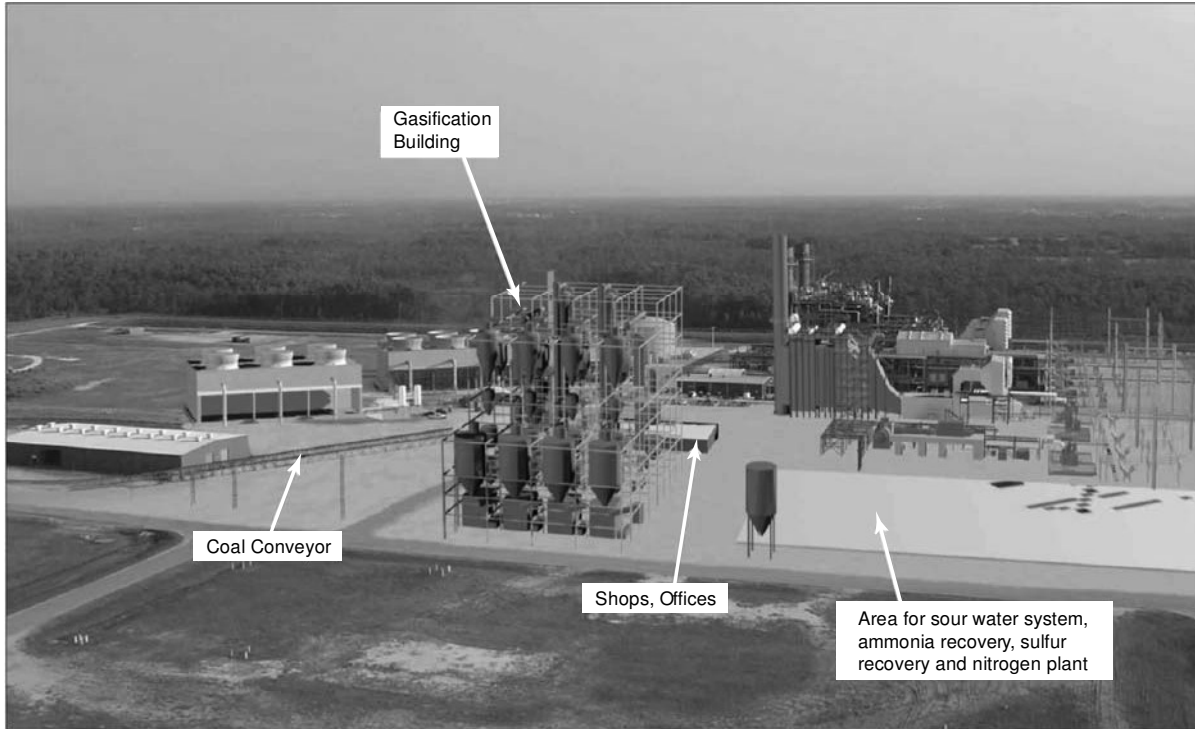 Gasification
Building
Coal Conveyor
Shops, Offices
Area for sour water system,
ammonia recovery, sulfur
recovery and nitrogen plant